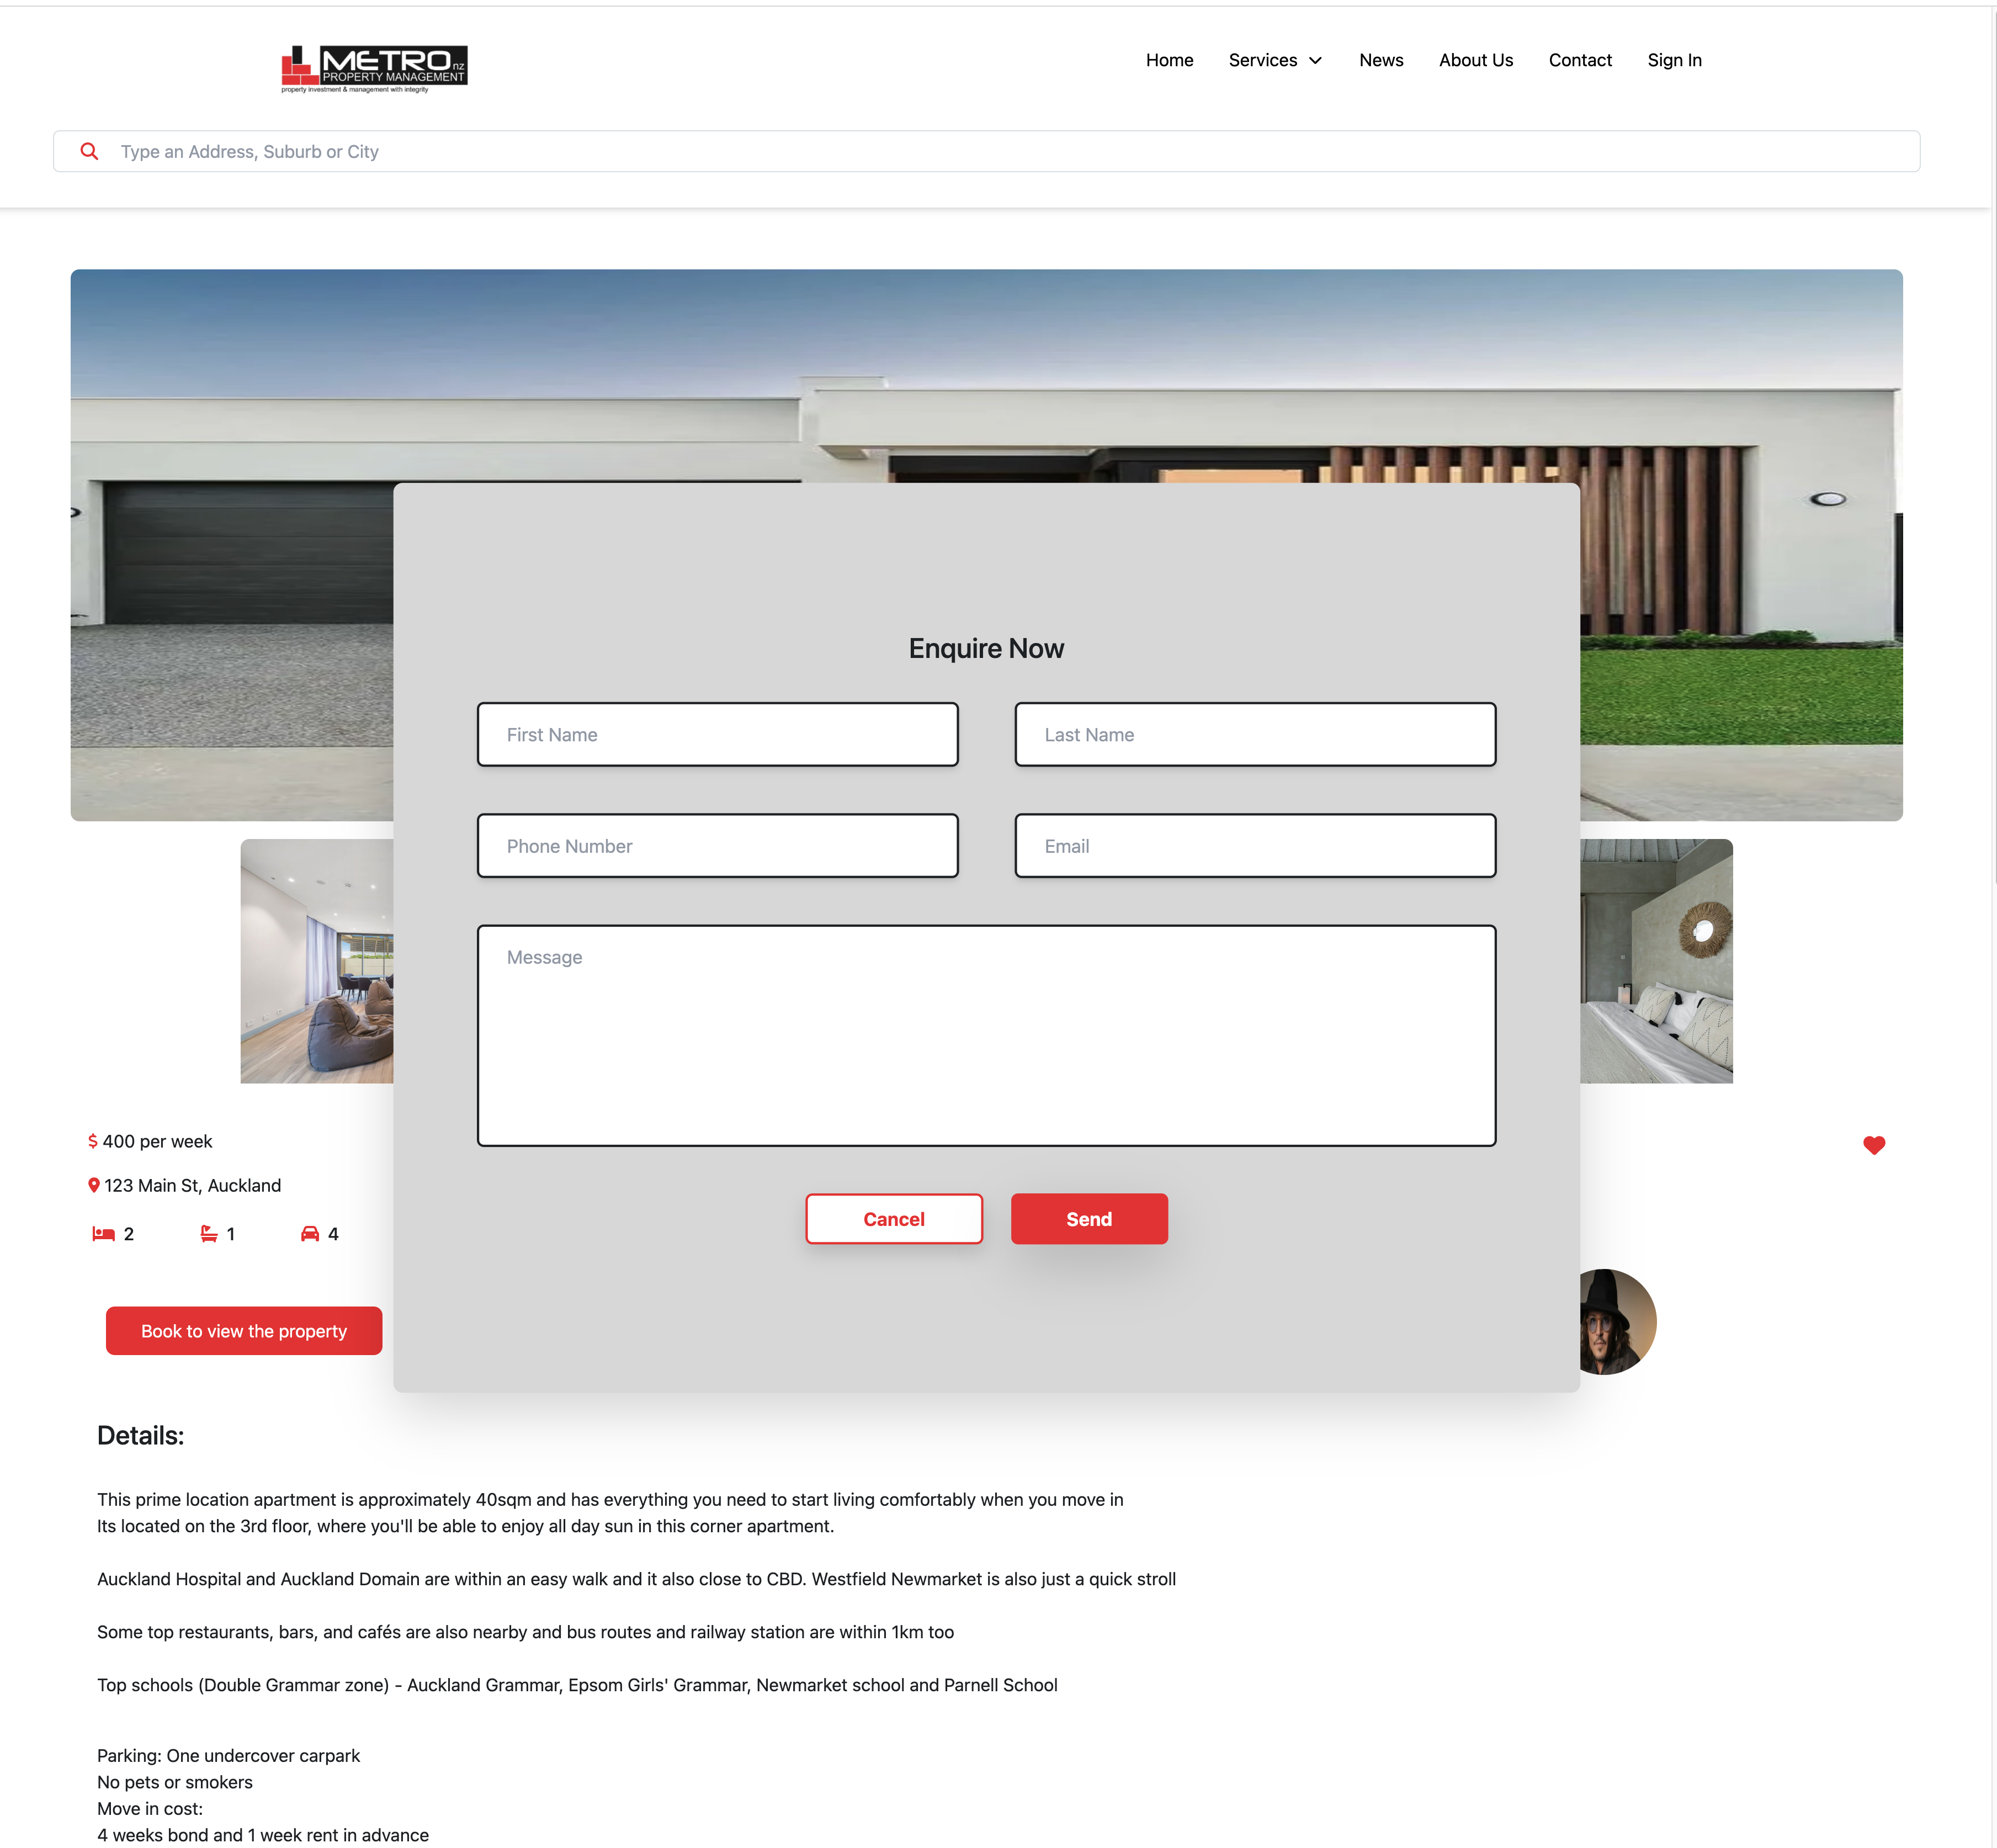 METRO nz
PROPERTY MANAGEMENT
property investment & management with integrity
Home Services News About Us Contact Sign In
Type an Address, Suburb or City
Enquire Now
First Name Last Name
Phone Number Email
Message
Cancel Send
$ 400 per week
123 Main St, Auckland
2 1 4
Book to view the property
Details:
This prime location apartment is approximately 40sqm and has everything you need to start living comfortably when you move in
Its located on the 3rd floor, where you'll be able to enjoy all day sun in this corner apartment.
Auckland Hospital and Auckland Domain are within an easy walk and it also close to CBD. Westfield Newmarket is also just a quick stroll
Some top restaurants, bars, and cafés are also nearby and bus routes and railway station are within 1km too
Top schools (Double Grammar zone) - Auckland Grammar, Epsom Girls' Grammar, Newmarket school and Parnell School
Parking: One undercover carpark
No pets or smokers
Move in cost:
4 weeks bond and 1 week rent in advance